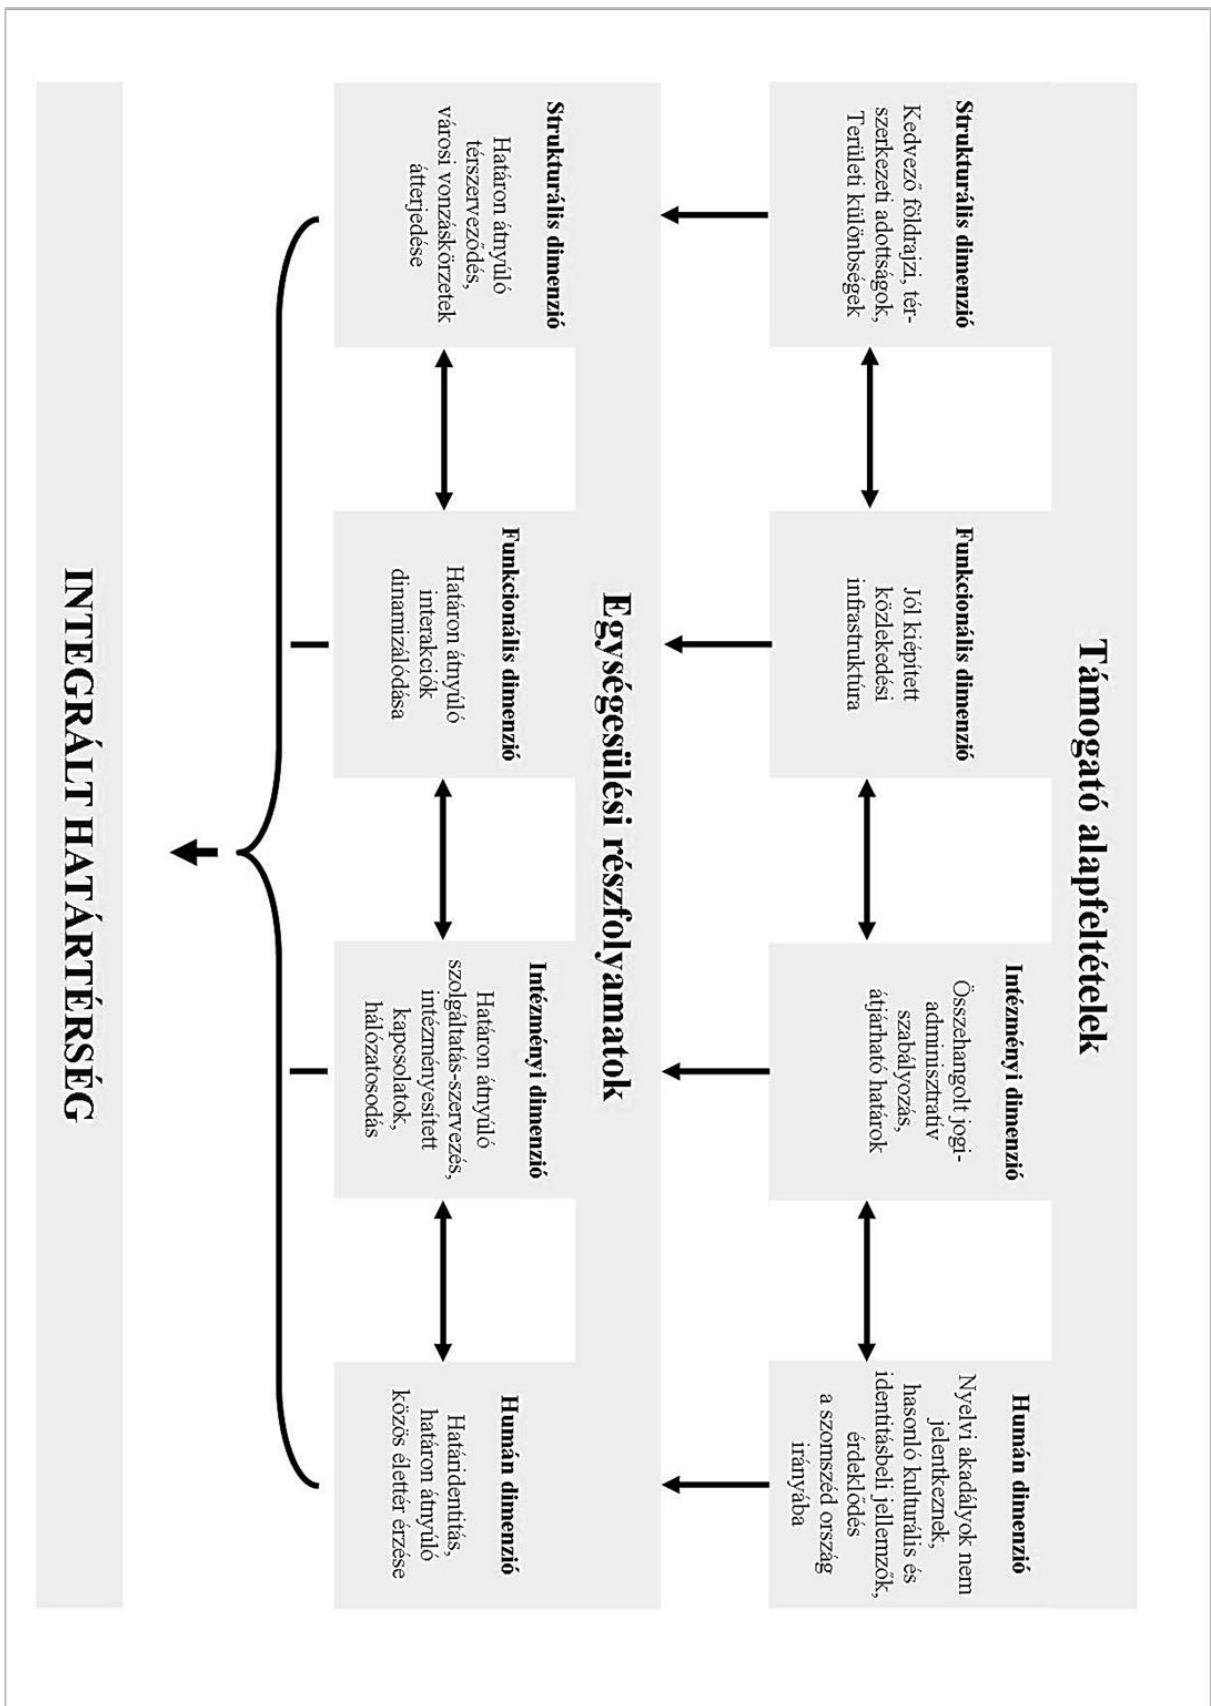 Támogató alapfeltételek
Strukturális dimenzió
Kedvező földrajzi, tér-
szerkezeti adottságok,
Területi különbségek
Funkcionális dimenzió
Jól kiépített
közlekedési
infrastruktúra
Intézményi dimenzió
Összehangolt jogi-
adminisztratív
szabályozás,
átjárható határok
Humán dimenzió
Nyelvi akadályok nem
jelentkeznek,
hasonló kulturális és
identitásbeli jellemzők,
érdeklődés
a szomszéd ország
irányába
Egységesülési részfolyamatok
Strukturális dimenzió
Határon átnyúló
térszerveződés,
városi vonzáskörzetek
átterjedése
Funkcionális dimenzió
Határon átnyúló
interakciók
dinamizálódása
Intézményi dimenzió
Határon átnyúló
szolgáltatás-szervezés,
intézményesített
kapcsolatok,
hálózatosodás
Humán dimenzió
Határidentitás,
határon átnyúló
közös élettér érzése
INTEGRÁLT HATÁRTÉRSÉG